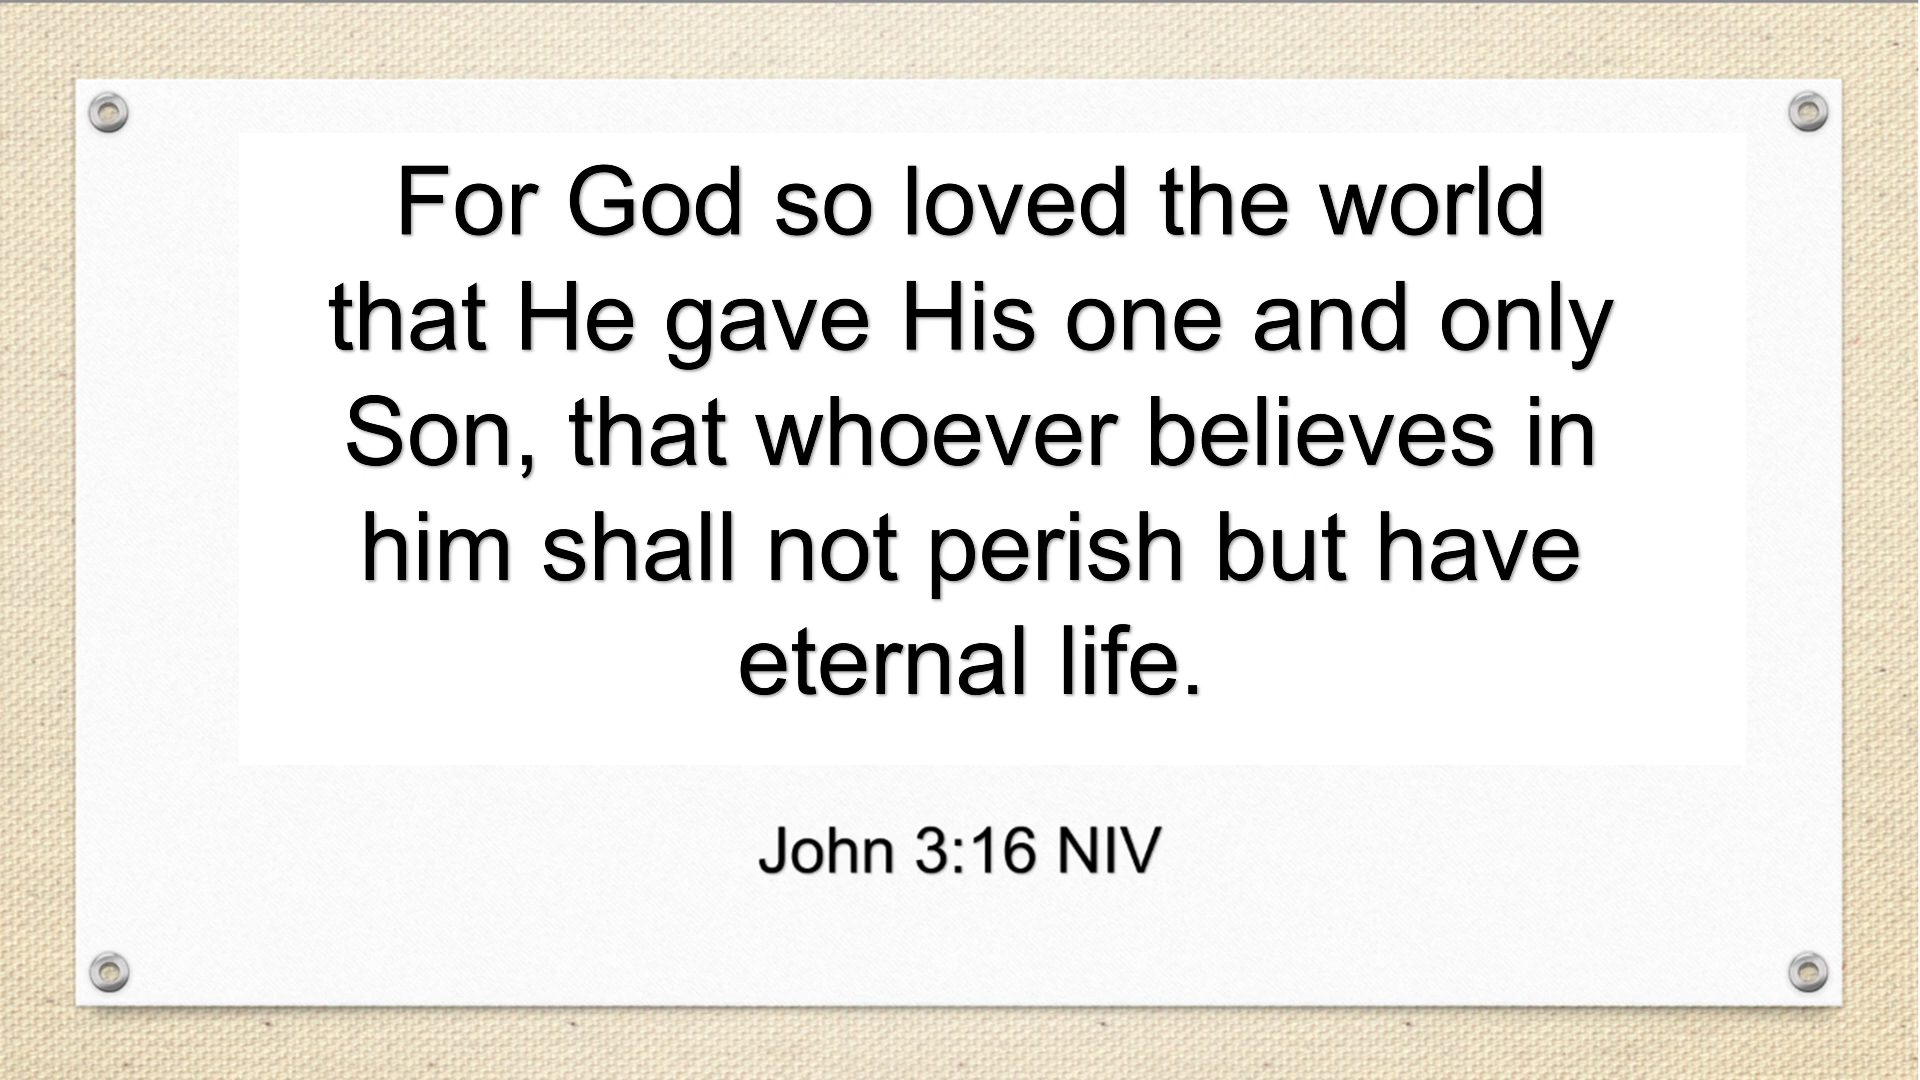 For God so loved the world
that He gave His one and only
Son, that whoever believes in
him shall not perish but have
eternal life.
John 3:16 NIV